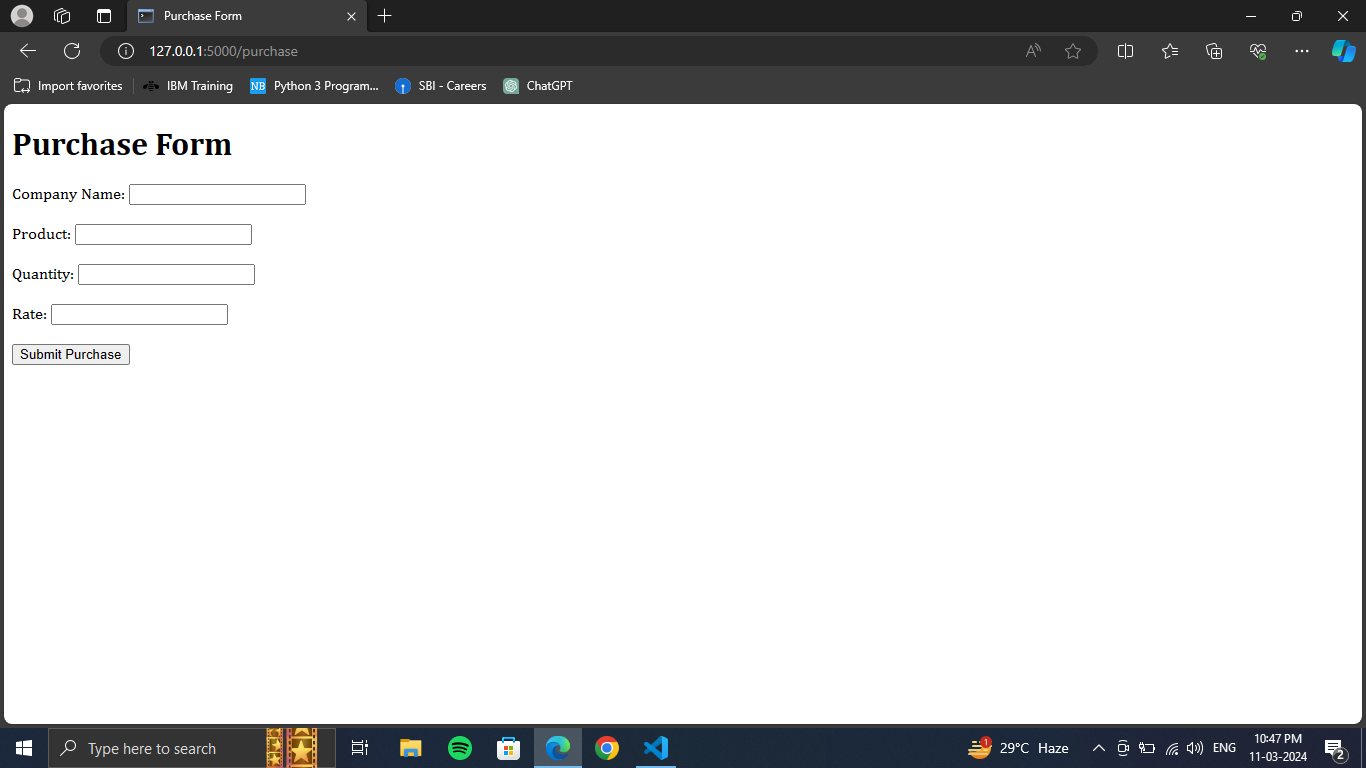 Purchase Form
127.0.0.1:5000/purchase
A
Import favorites
IBM Training
NB Python 3 Program...
SBI - Careers
ChatGPT
Purchase Form
Company Name:
Product:
Quantity:
Rate:
Submit Purchase
Type here to search
1
29°C Haze
ENG
10:47 PM
11-03-2024
2